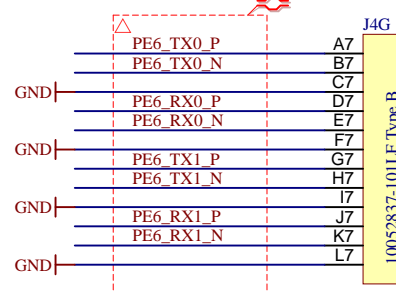 J4G
PE6_TX0_P A7
PE6_TX0_N B7
GND C7
PE6_RX0_P D7
PE6_RX0_N E7
GND F7
PE6_TX1_P G7
PE6_TX1_N H7
GND I7
PE6_RX1_P J7
PE6_RX1_N K7
GND L7
10052837-101LF Type B